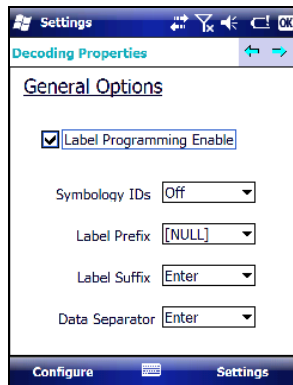 Settings OK
Decoding Properties
General Options
Label Programming Enable
Symbology IDs Off
Label Prefix [NULL]
Label Suffix Enter
Data Separator Enter
Configure Settings